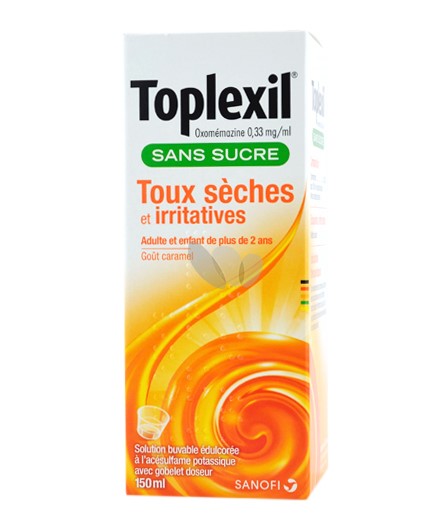 Toplexil®
Oxomémazine 0,33 mg/ml
SANS SUCRE
Toux sèches
et irritatives
Adulte et enfant de plus de 2 ans
Goût caramel
Solution buvable édulcorée
à l'acésulfame potassique
avec gobelet doseur
150ml
SANOFI